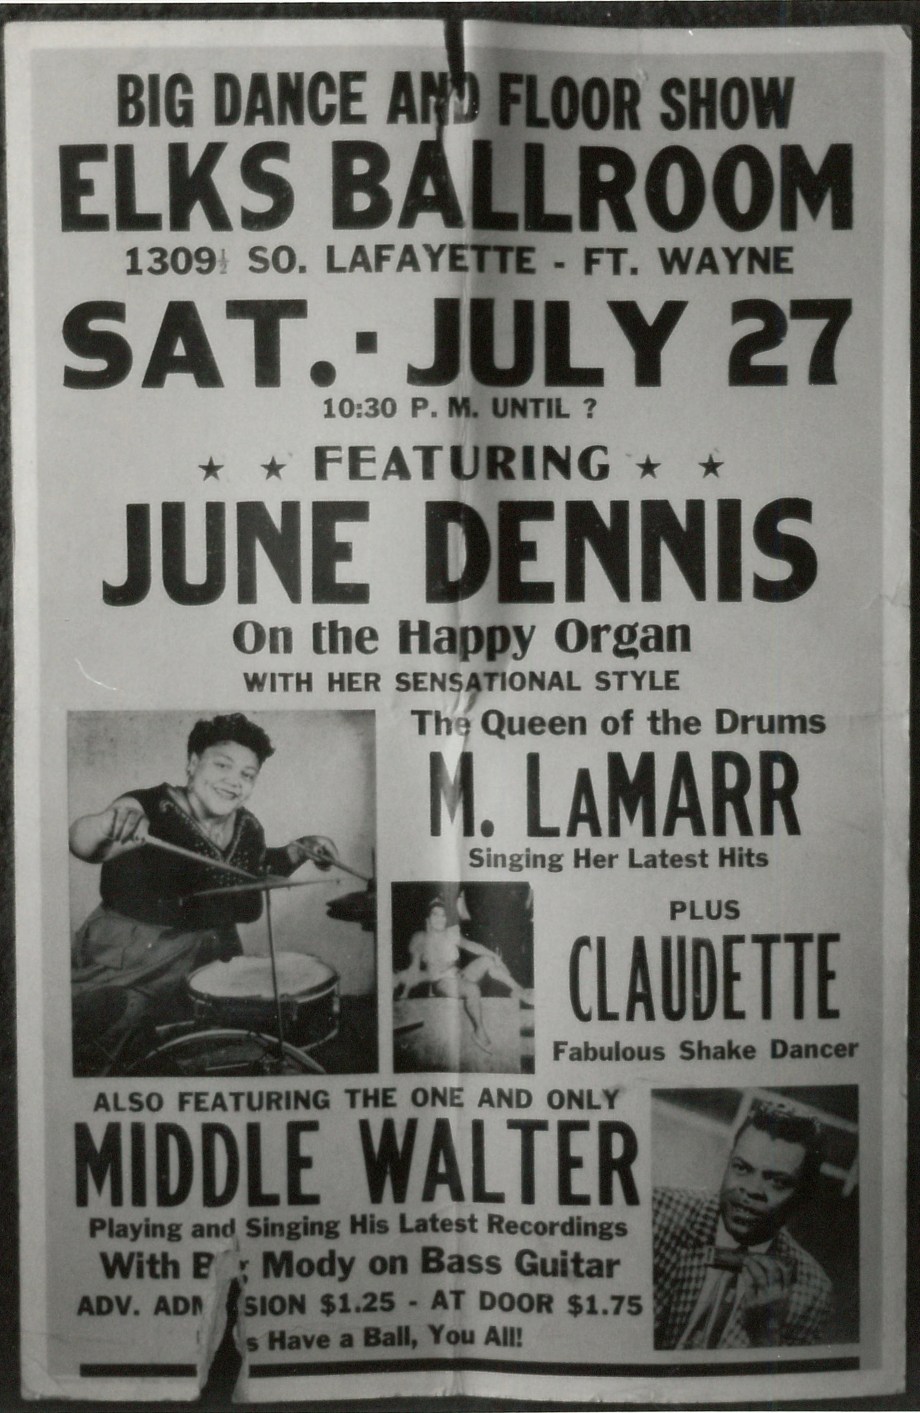 BIG DANCE AND FLOOR SHOW
ELKS BALLROOM
1309½ SO. LAFAYETTE - FT. WAYNE
SAT. - JULY 27
10:30 P. M. UNTIL ?
★ ★ FEATURING ★ ★
JUNE DENNIS
On the Happy Organ
WITH HER SENSATIONAL STYLE
The Queen of the Drums
M. LaMARR
Singing Her Latest Hits
PLUS
CLAUDETTE
Fabulous Shake Dancer
ALSO FEATURING THE ONE AND ONLY
MIDDLE WALTER
Playing and Singing His Latest Recordings
With Mody on Bass Guitar
ADV. ADMISSION $1.25 - AT DOOR $1.75
Have a Ball, You All!